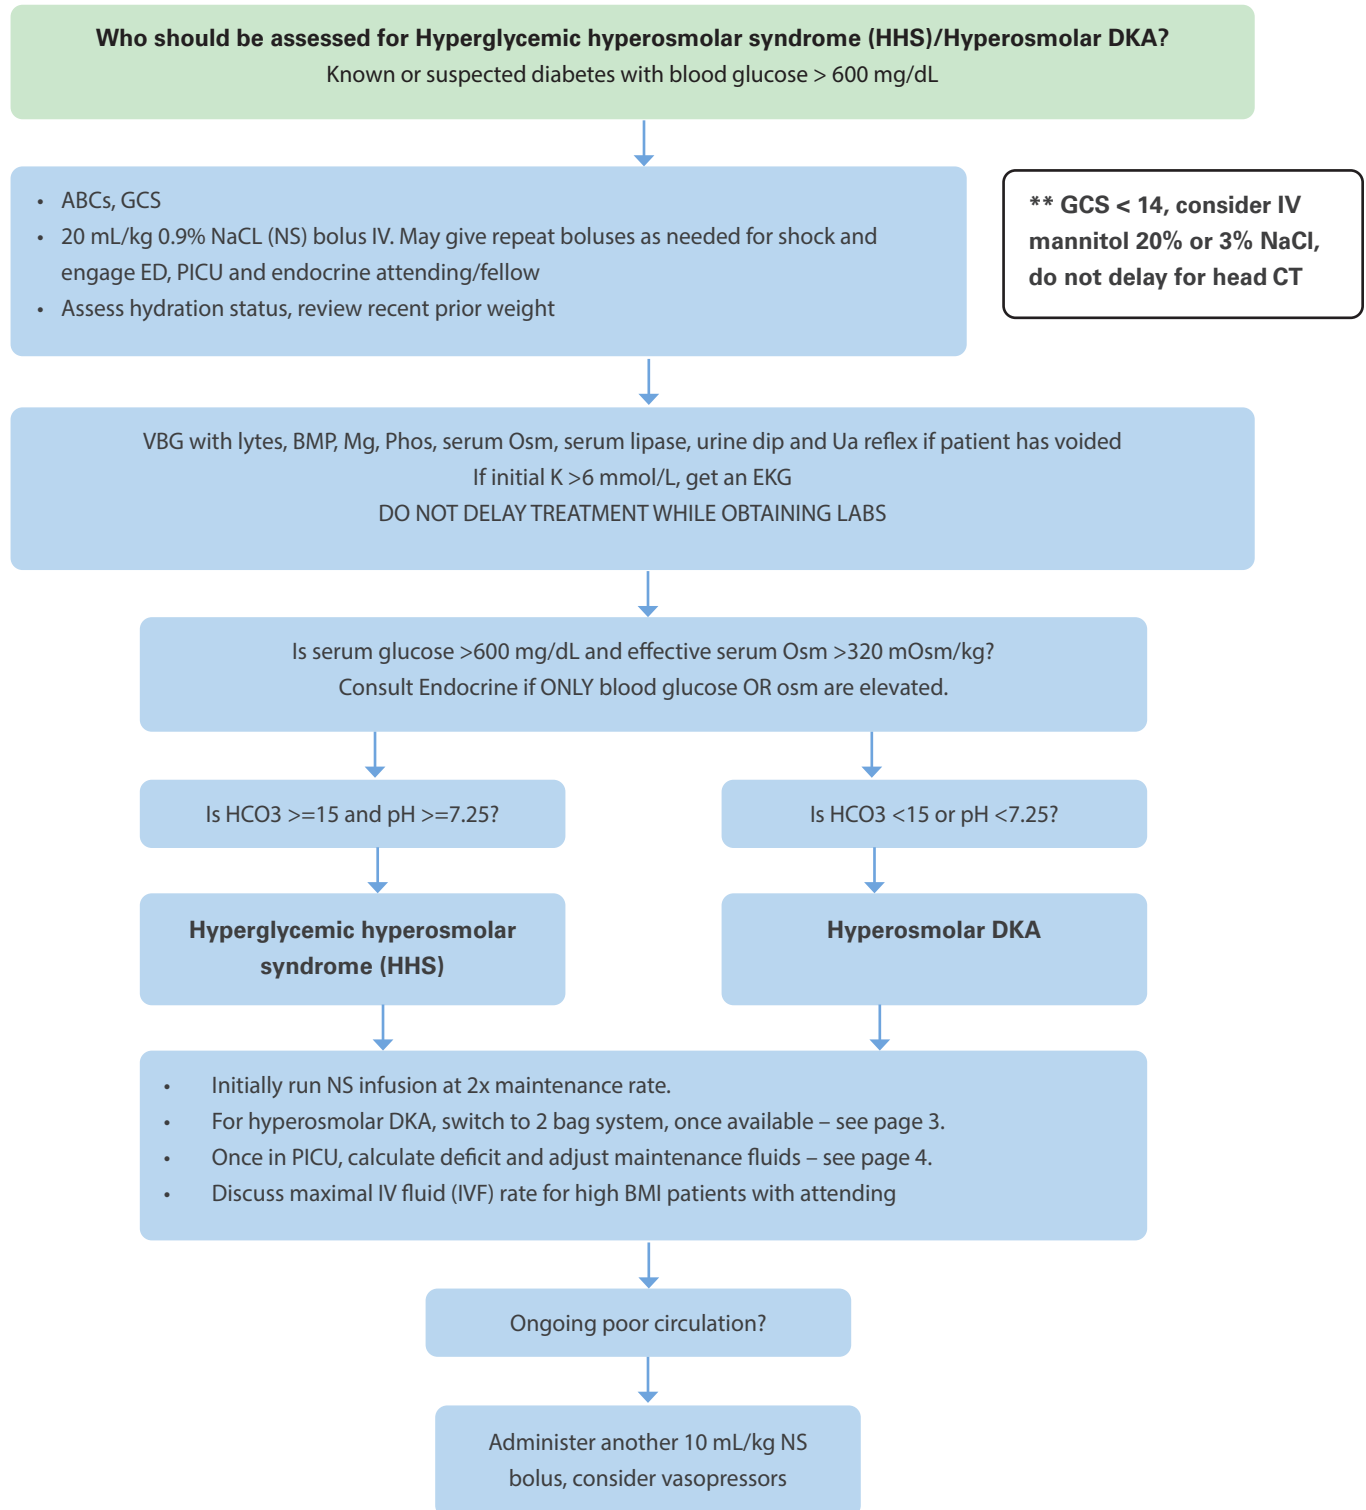 Who should be assessed for Hyperglycemic hyperosmolar syndrome (HHS)/Hyperosmolar DKA?
Known or suspected diabetes with blood glucose > 600 mg/dL
• ABCs, GCS
• 20 mL/kg 0.9% NaCL (NS) bolus IV. May give repeat boluses as needed for shock and
engage ED, PICU and endocrine attending/fellow
• Assess hydration status, review recent prior weight
** GCS < 14, consider IV
mannitol 20% or 3% NaCl,
do not delay for head CT
VBG with lytes, BMP, Mg, Phos, serum Osm, serum lipase, urine dip and Ua reflex if patient has voided
If initial K >6 mmol/L, get an EKG
DO NOT DELAY TREATMENT WHILE OBTAINING LABS
Is serum glucose >600 mg/dL and effective serum Osm >320 mOsm/kg?
Consult Endocrine if ONLY blood glucose OR osm are elevated.
Is HCO3 >=15 and pH >=7.25?
Is HCO3 <15 or pH <7.25?
Hyperglycemic hyperosmolar
syndrome (HHS)
Hyperosmolar DKA
• Initially run NS infusion at 2x maintenance rate.
• For hyperosmolar DKA, switch to 2 bag system, once available – see page 3.
• Once in PICU, calculate deficit and adjust maintenance fluids – see page 4.
• Discuss maximal IV fluid (IVF) rate for high BMI patients with attending
Ongoing poor circulation?
Administer another 10 mL/kg NS
bolus, consider vasopressors